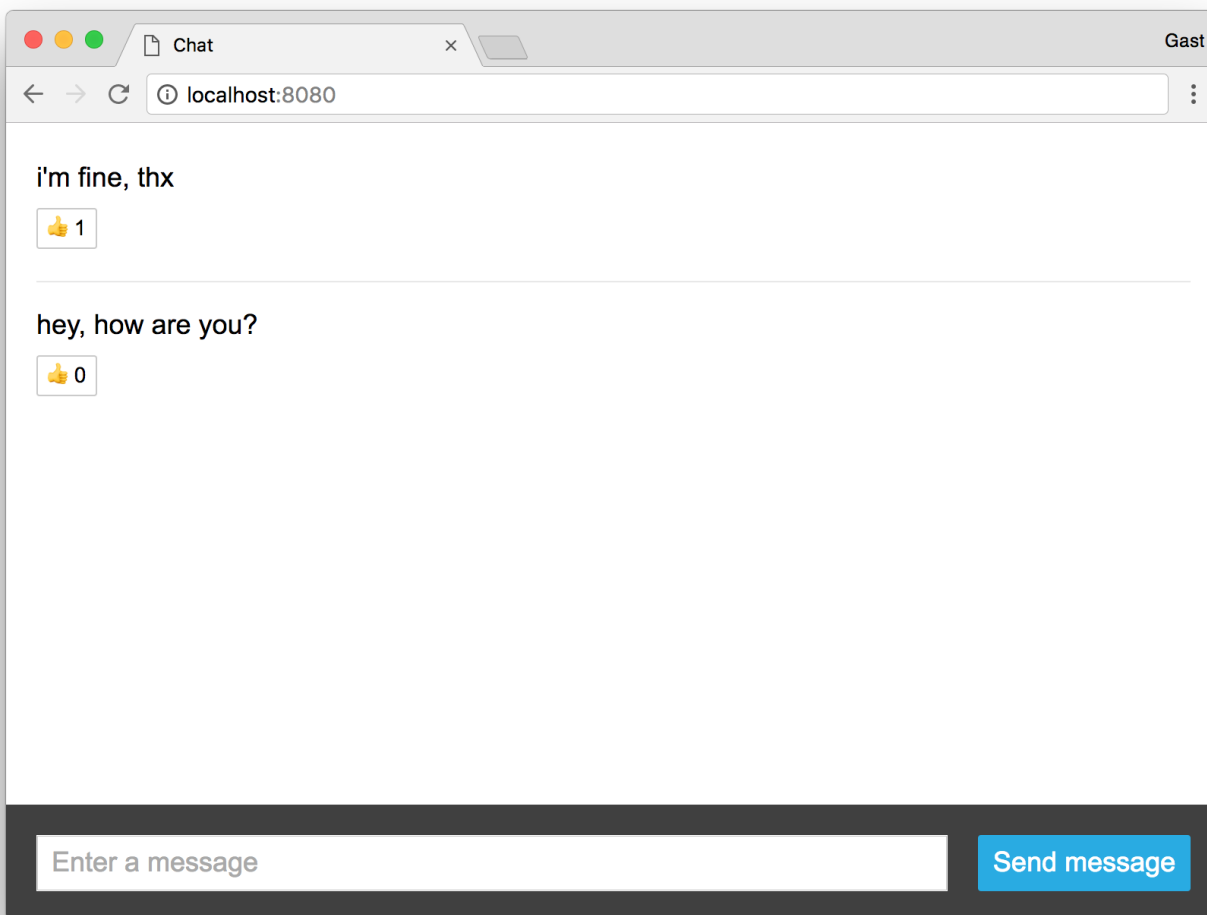 Chat
Gast
localhost:8080
i'm fine, thx
👍 1
hey, how are you?
👍 0
Enter a message
Send message